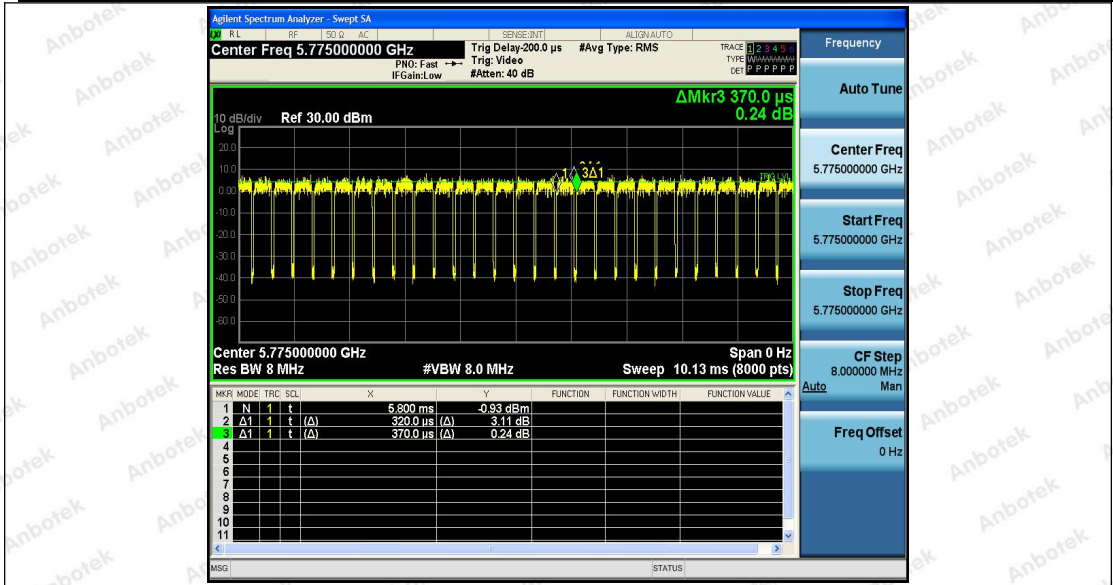 Agilent Spectrum Analyzer - Swept SA
LXI RL RF 50 Ω AC SENSE:INT ALIGNAUTO
Center Freq 5.775000000 GHz
PNO: Fast
IFGain:Low
Trig Delay-200.0 µs
Trig: Video
#Atten: 40 dB
#Avg Type: RMS
TRACE 1 2 3 4 5 6
TYPE W
DET P P P P P P
ΔMkr3 370.0 µs
0.24 dB
10 dB/div Ref 30.00 dBm
Log
20.0
10.0
0.00
-10.0
-20.0
-30.0
-40.0
-50.0
-60.0
1 3Δ1
TRIG LVL
Center 5.775000000 GHz Span 0 Hz
Res BW 8 MHz #VBW 8.0 MHz Sweep 10.13 ms (8000 pts)
MKR MODE TRC SCL X Y FUNCTION FUNCTION WIDTH FUNCTION VALUE
1 N 1 t 5.800 ms -0.93 dBm
2 Δ1 1 t (Δ) 320.0 µs (Δ) 3.11 dB
3 Δ1 1 t (Δ) 370.0 µs (Δ) 0.24 dB
4
5
6
7
8
9
10
11
MSG STATUS
Frequency
Auto Tune
Center Freq
5.775000000 GHz
Start Freq
5.775000000 GHz
Stop Freq
5.775000000 GHz
CF Step
8.000000 MHz
Auto Man
Freq Offset
0 Hz
Anbotek